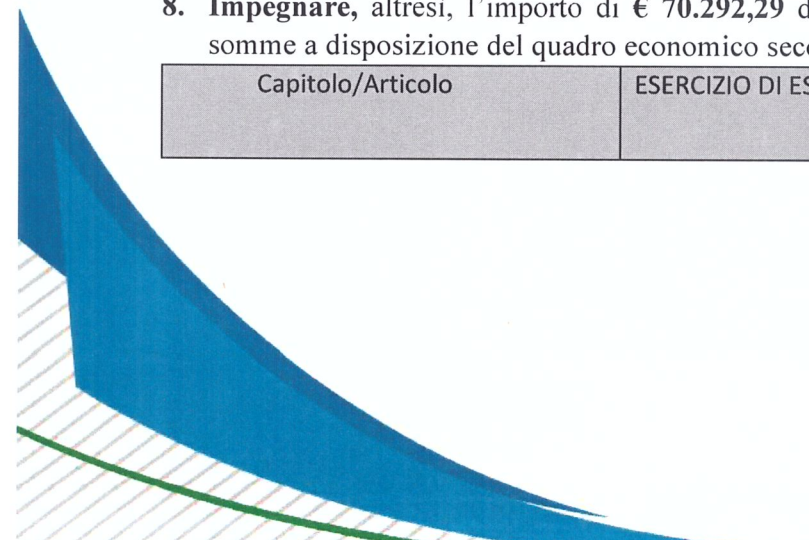 8. Impegnare, altresì, l'importo di € 70.292,29
somme a disposizione del quadro economico
Capitolo/Articolo ESERCIZIO DI